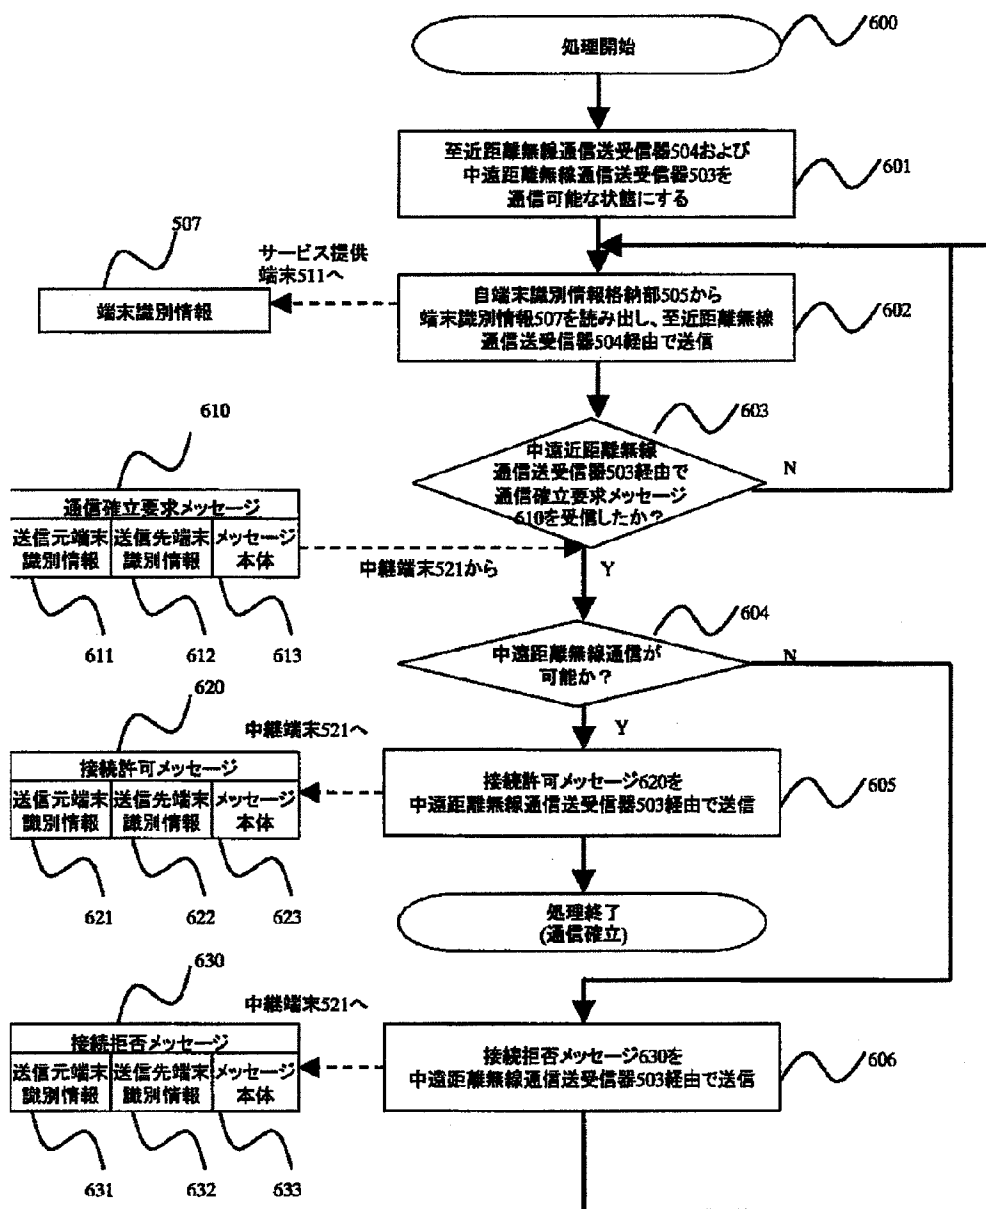 処理開始
600
至近距離無線通信送受信器504および
中遠距離無線通信送受信器503を
通信可能な状態にする
601
507
サービス提供
端末511へ
端末識別情報
自端末識別情報格納部505から
端末識別情報507を読み出し、至近距離無線
通信送受信器504経由で送信
602
603
中遠近距離無線
通信送受信器503経由で
通信確立要求メッセージ
610を受信したか？
N
610
通信確立要求メッセージ
送信元端末
識別情報
送信先端末
識別情報
メッセージ
本体
中継端末521から
Y
611
612
613
604
中遠距離無線通信が
可能か？
N
Y
620
中継端末521へ
接続許可メッセージ
送信元端末
識別情報
送信先端末
識別情報
メッセージ
本体
接続許可メッセージ620を
中遠距離無線通信送受信器503経由で送信
605
621
622
623
処理終了
(通信確立)
630
中継端末521へ
接続拒否メッセージ
送信元端末
識別情報
送信先端末
識別情報
メッセージ
本体
接続拒否メッセージ630を
中遠距離無線通信送受信器503経由で送信
606
631
632
633